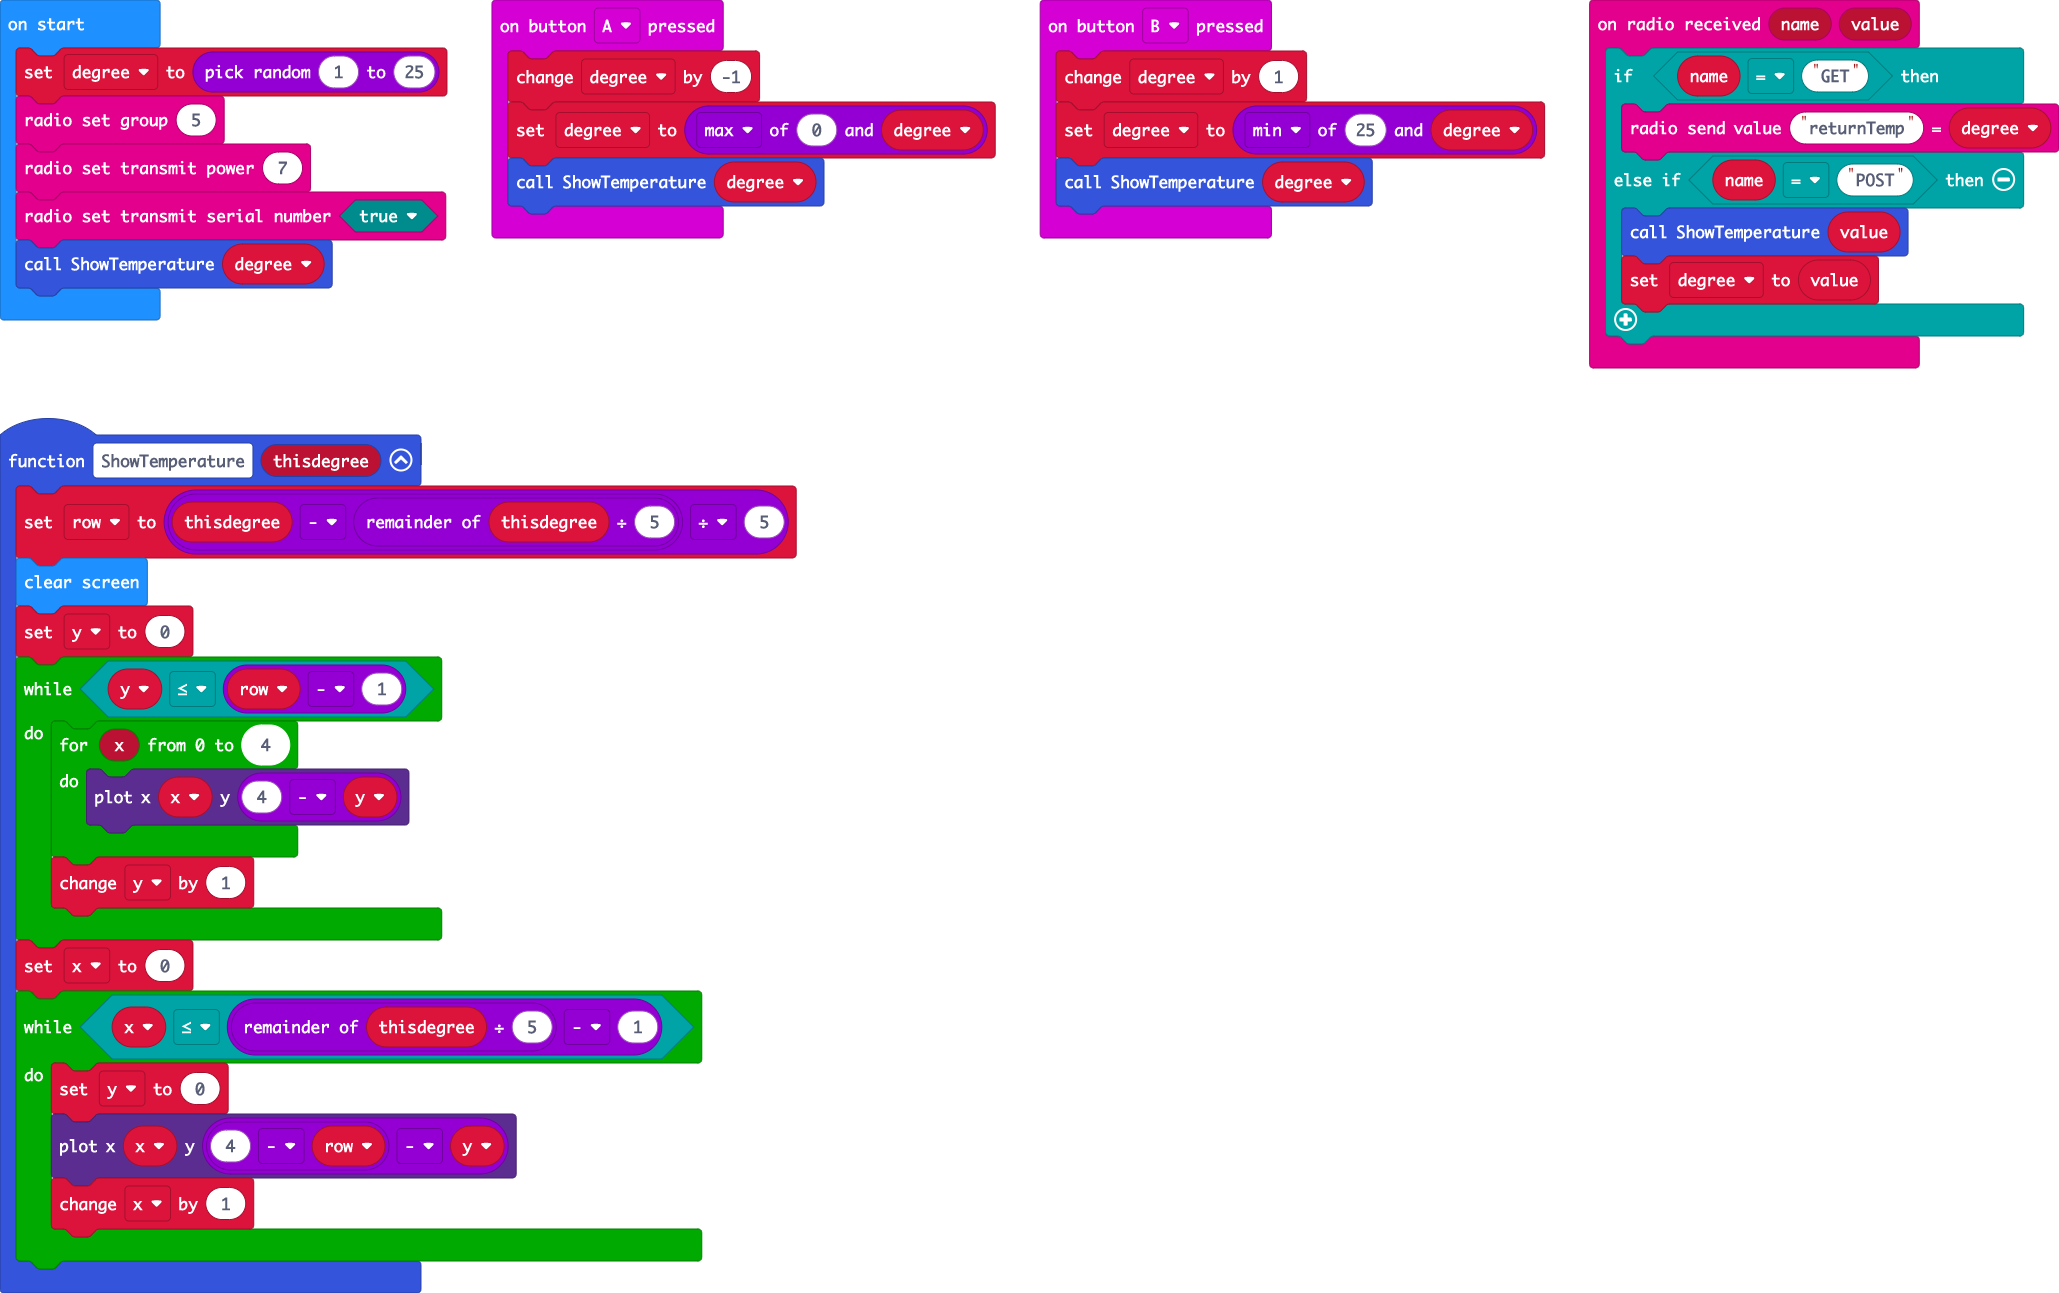 on start
set degree to pick random 1 to 25
radio set group 5
radio set transmit power 7
radio set transmit serial number true
call ShowTemperature degree
on button A pressed
change degree by -1
set degree to max of 0 and degree
call ShowTemperature degree
on button B pressed
change degree by 1
set degree to min of 25 and degree
call ShowTemperature degree
on radio received name value
if name = "GET" then
radio send value "returnTemp" = degree
else if name = "POST" then
call ShowTemperature value
set degree to value
function ShowTemperature thisdegree
set row to thisdegree - remainder of thisdegree ÷ 5 ÷ 5
clear screen
set y to 0
while y ≤ row - 1
do
for x from 0 to 4
do
plot x x y 4 - y
change y by 1
set x to 0
while x ≤ remainder of thisdegree ÷ 5 - 1
do
set y to 0
plot x x y 4 - row - y
change x by 1